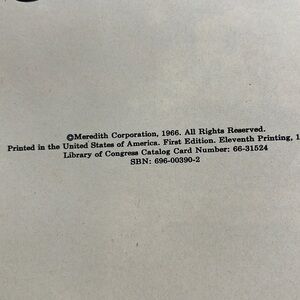 ©Meredith Corporation, 1966. All Rights Reserved.
Printed in the United States of America. First Edition. Eleventh Printing, 1
Library of Congress Catalog Card Number: 66-31524
SBN: 696-00390-2